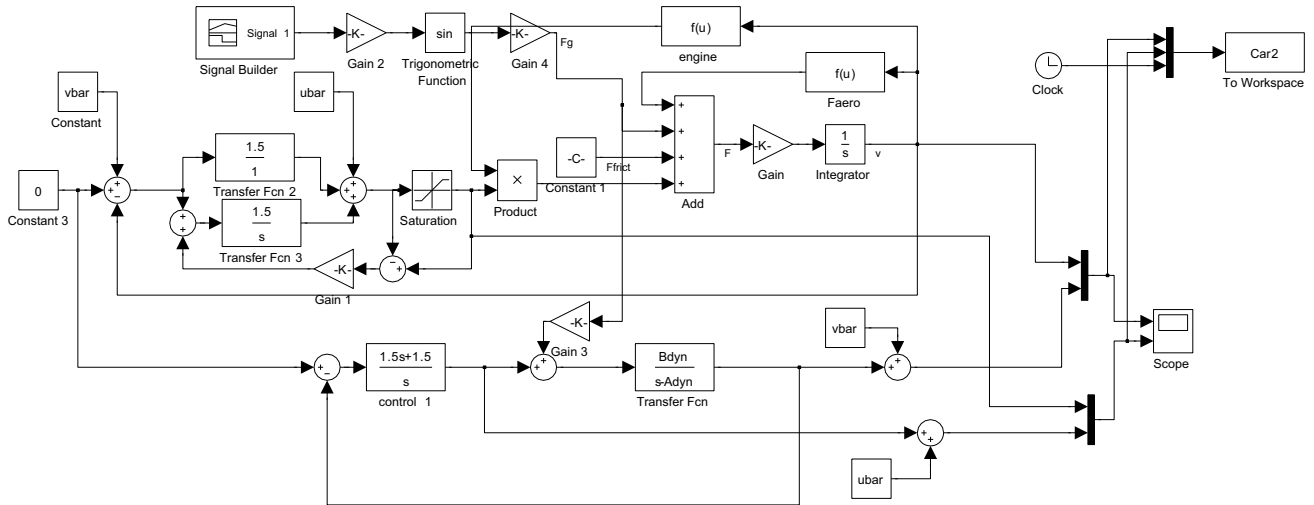 Signal 1
Signal Builder
-K-
Gain 2
sin
Trigonometric
Function
-K-
Gain 4
Fg
f(u)
engine
f(u)
Faero
Clock
Car2
To Workspace
vbar
Constant
ubar
+
+
+
+
Add
F
-K-
Gain
1
s
Integrator
v
-C-
Ffrict
Constant 1
0
Constant 3
+
−
+
1.5
1
Transfer Fcn 2
+
+
+
Saturation
×
Product
+
+
1.5
s
Transfer Fcn 3
-K-
Gain 1
−
+
-K-
Gain 3
vbar
Scope
+
−
1.5s+1.5
s
control 1
+
+
Bdyn
s-Adyn
Transfer Fcn
+
+
+
+
ubar